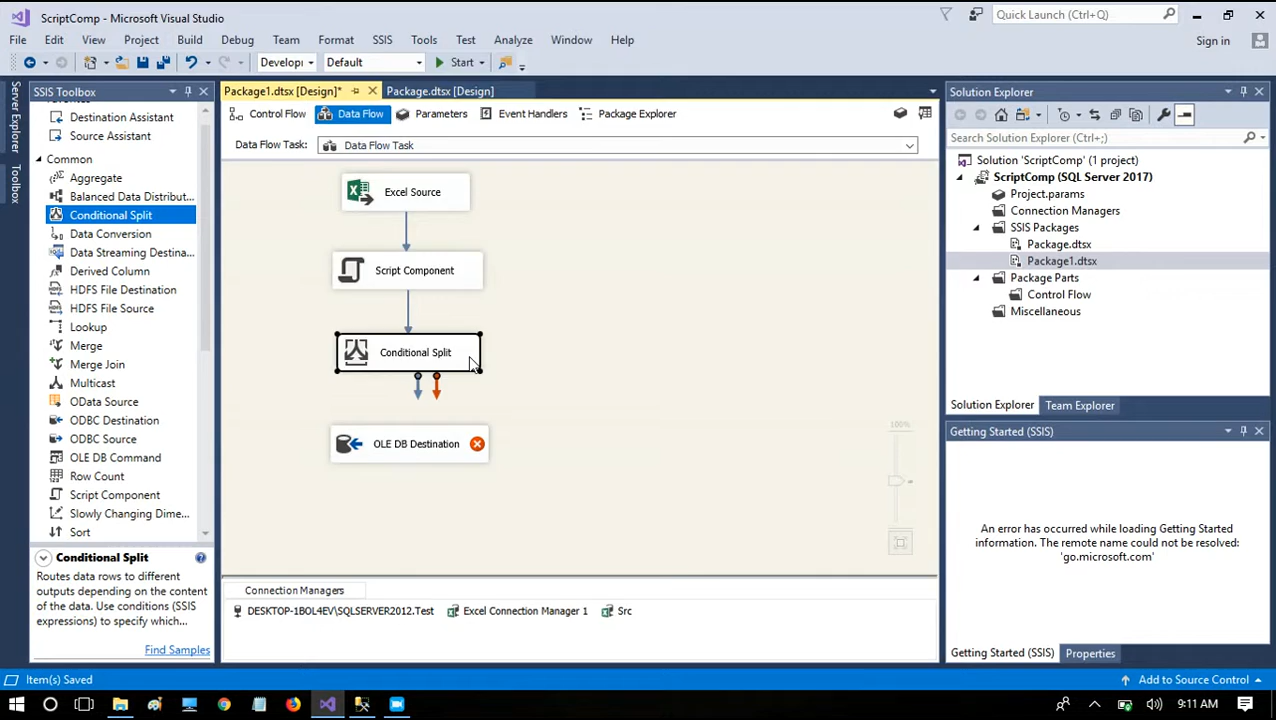 ScriptComp - Microsoft Visual Studio
Quick Launch (Ctrl+Q)
File Edit View Project Build Debug Team Format SSIS Tools Test Analyze Window Help
Sign in
Develop
Default
Start
Server Explorer
Toolbox
SSIS Toolbox
Favorites
Destination Assistant
Source Assistant
Common
Aggregate
Balanced Data Distribut...
Conditional Split
Data Conversion
Data Streaming Destina...
Derived Column
HDFS File Destination
HDFS File Source
Lookup
Merge
Merge Join
Multicast
OData Source
ODBC Destination
ODBC Source
OLE DB Command
Row Count
Script Component
Slowly Changing Dime...
Sort
Conditional Split
Routes data rows to different
outputs depending on the content
of the data. Use conditions (SSIS
expressions) to specify which...
Find Samples
Package1.dtsx [Design]*
Package.dtsx [Design]
Control Flow
Data Flow
Parameters
Event Handlers
Package Explorer
Data Flow Task:
Data Flow Task
Excel Source
Script Component
Conditional Split
OLE DB Destination
100%
Connection Managers
DESKTOP-1BOL4EV\SQLSERVER2012.Test
Excel Connection Manager 1
Src
Solution Explorer
Search Solution Explorer (Ctrl+;)
Solution 'ScriptComp' (1 project)
ScriptComp (SQL Server 2017)
Project.params
Connection Managers
SSIS Packages
Package.dtsx
Package1.dtsx
Package Parts
Control Flow
Miscellaneous
Solution Explorer
Team Explorer
Getting Started (SSIS)
An error has occurred while loading Getting Started
information. The remote name could not be resolved:
'go.microsoft.com'
Getting Started (SSIS)
Properties
Item(s) Saved
Add to Source Control
9:11 AM